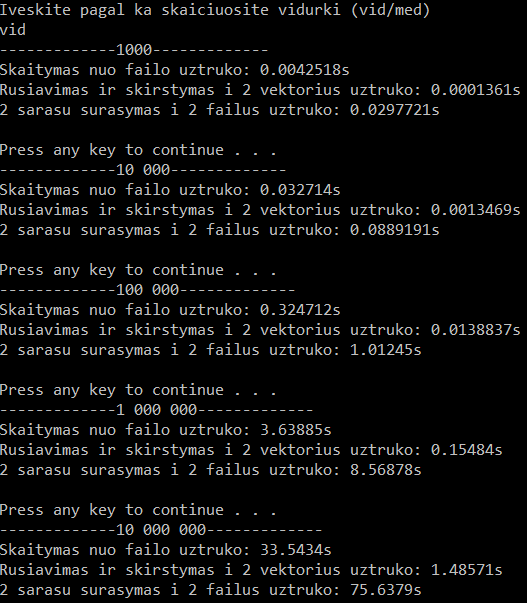 Iveskite pagal ka skaiciuosite vidurki (vid/med)
vid
-------------1000-------------
Skaitymas nuo failo uztruko: 0.0042518s
Rusiavimas ir skirstymas i 2 vektorius uztruko: 0.0001361s
2 sarasu surasymas i 2 failus uztruko: 0.0297721s

Press any key to continue . . .
-------------10 000-------------
Skaitymas nuo failo uztruko: 0.032714s
Rusiavimas ir skirstymas i 2 vektorius uztruko: 0.0013469s
2 sarasu surasymas i 2 failus uztruko: 0.0889191s

Press any key to continue . . .
-------------100 000-------------
Skaitymas nuo failo uztruko: 0.324712s
Rusiavimas ir skirstymas i 2 vektorius uztruko: 0.0138837s
2 sarasu surasymas i 2 failus uztruko: 1.01245s

Press any key to continue . . .
-------------1 000 000-------------
Skaitymas nuo failo uztruko: 3.63885s
Rusiavimas ir skirstymas i 2 vektorius uztruko: 0.15484s
2 sarasu surasymas i 2 failus uztruko: 8.56878s

Press any key to continue . . .
-------------10 000 000-------------
Skaitymas nuo failo uztruko: 33.5434s
Rusiavimas ir skirstymas i 2 vektorius uztruko: 1.48571s
2 sarasu surasymas i 2 failus uztruko: 75.6379s